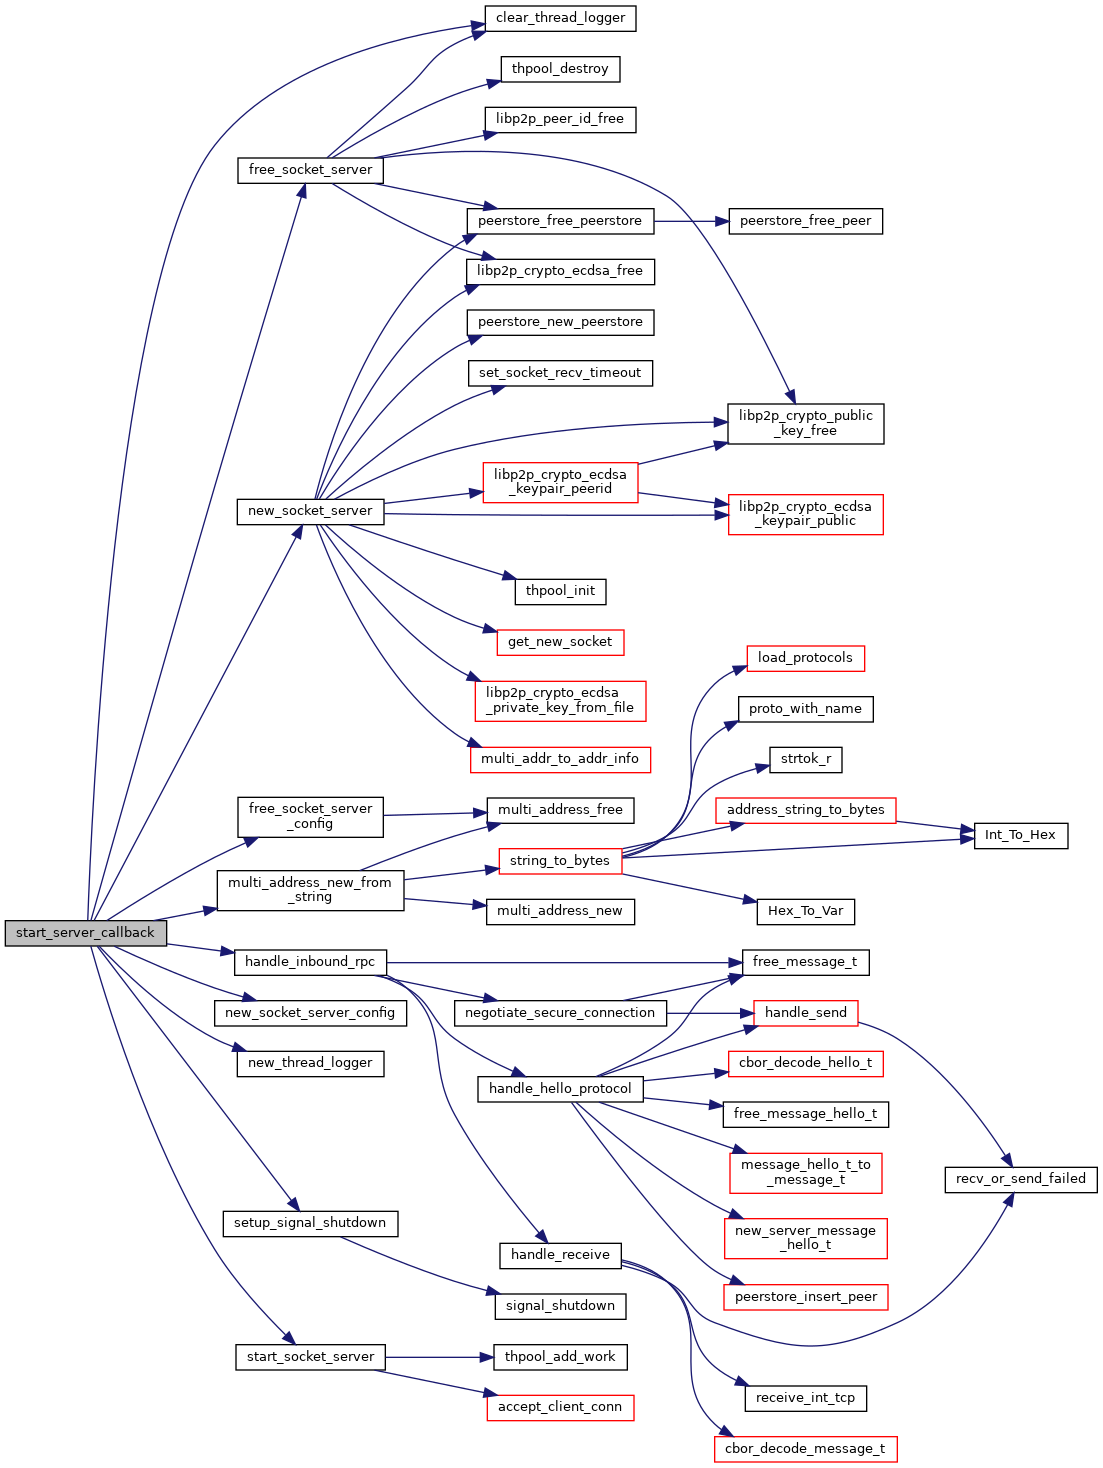 clear_thread_logger
thpool_destroy
libp2p_peer_id_free
free_socket_server
peerstore_free_peerstore
peerstore_free_peer
libp2p_crypto_ecdsa_free
peerstore_new_peerstore
set_socket_recv_timeout
libp2p_crypto_public
_key_free
libp2p_crypto_ecdsa
_keypair_peerid
libp2p_crypto_ecdsa
_keypair_public
new_socket_server
thpool_init
get_new_socket
load_protocols
libp2p_crypto_ecdsa
_private_key_from_file
proto_with_name
multi_addr_to_addr_info
strtok_r
free_socket_server
_config
multi_address_free
address_string_to_bytes
Int_To_Hex
string_to_bytes
multi_address_new_from
_string
multi_address_new
Hex_To_Var
start_server_callback
handle_inbound_rpc
free_message_t
new_socket_server_config
negotiate_secure_connection
handle_send
new_thread_logger
cbor_decode_hello_t
handle_hello_protocol
free_message_hello_t
message_hello_t_to
_message_t
recv_or_send_failed
setup_signal_shutdown
new_server_message
_hello_t
handle_receive
peerstore_insert_peer
signal_shutdown
start_socket_server
thpool_add_work
receive_int_tcp
accept_client_conn
cbor_decode_message_t